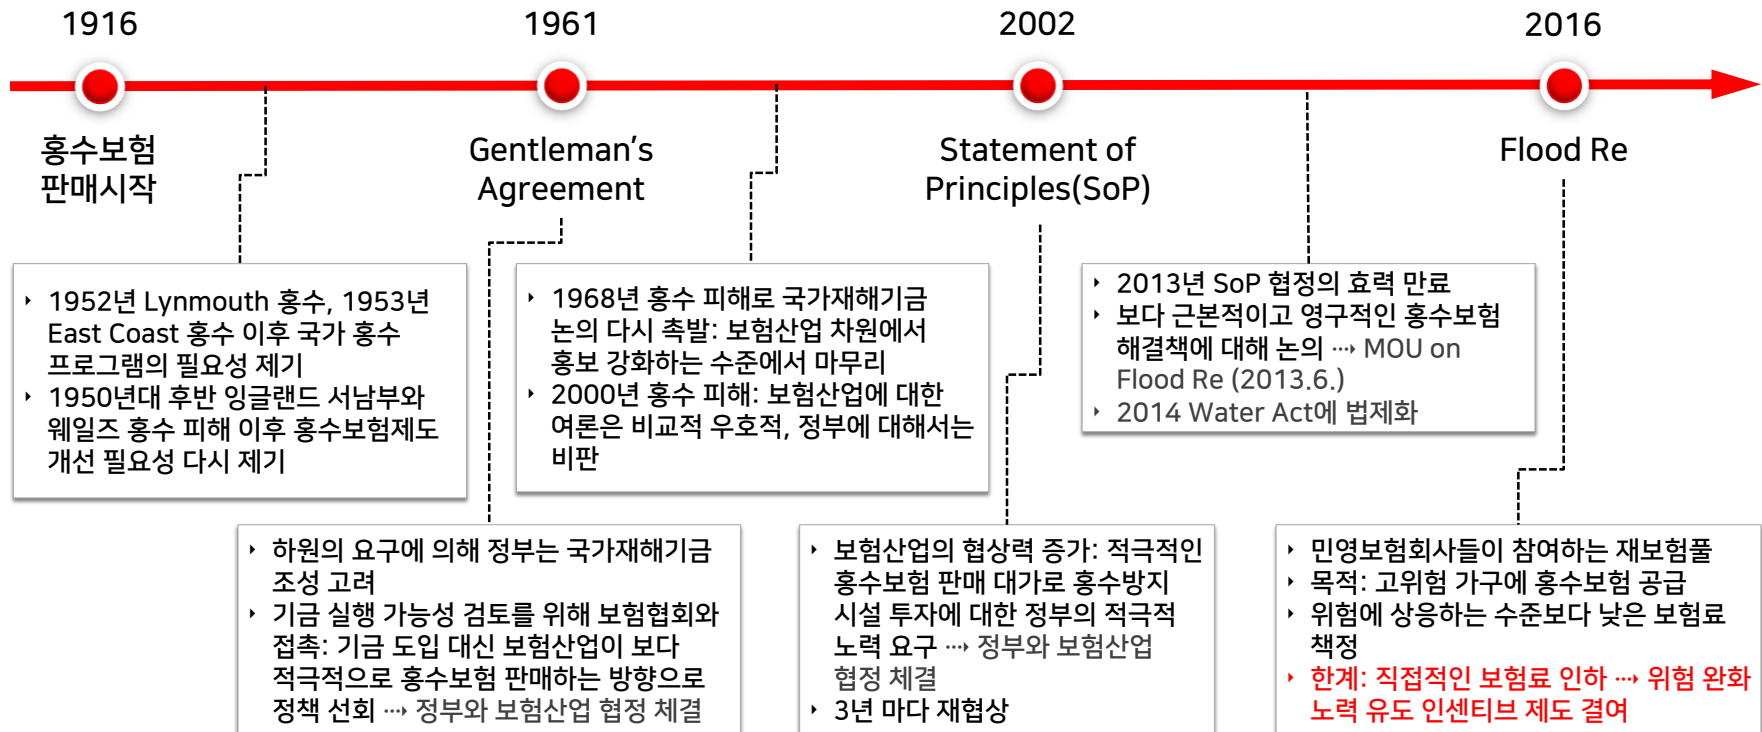 1916
1961
2002
2016
홍수보험
판매시작
Gentleman's
Agreement
Statement of
Principles(SoP)
Flood Re
‣ 1952년 Lynmouth 홍수, 1953년
East Coast 홍수 이후 국가 홍수
프로그램의 필요성 제기
‣ 1950년대 후반 잉글랜드 서남부와
웨일즈 홍수 피해 이후 홍수보험제도
개선 필요성 다시 제기
‣ 1968년 홍수 피해로 국가재해기금
논의 다시 촉발: 보험산업 차원에서
홍보 강화하는 수준에서 마무리
‣ 2000년 홍수 피해: 보험산업에 대한
여론은 비교적 우호적, 정부에 대해서는
비판
‣ 2013년 SoP 협정의 효력 만료
‣ 보다 근본적이고 영구적인 홍수보험
해결책에 대해 논의 ⤑ MOU on
Flood Re (2013.6.)
‣ 2014 Water Act에 법제화
‣ 하원의 요구에 의해 정부는 국가재해기금
조성 고려
‣ 기금 실행 가능성 검토를 위해 보험협회와
접촉: 기금 도입 대신 보험산업이 보다
적극적으로 홍수보험 판매하는 방향으로
정책 선회 ⤑ 정부와 보험산업 협정 체결
‣ 보험산업의 협상력 증가: 적극적인
홍수보험 판매 대가로 홍수방지
시설 투자에 대한 정부의 적극적
노력 요구 ⤑ 정부와 보험산업
협정 체결
‣ 3년 마다 재협상
‣ 민영보험회사들이 참여하는 재보험풀
‣ 목적: 고위험 가구에 홍수보험 공급
‣ 위험에 상응하는 수준보다 낮은 보험료
책정
‣ 한계: 직접적인 보험료 인하 ⤑ 위험 완화
노력 유도 인센티브 제도 결여